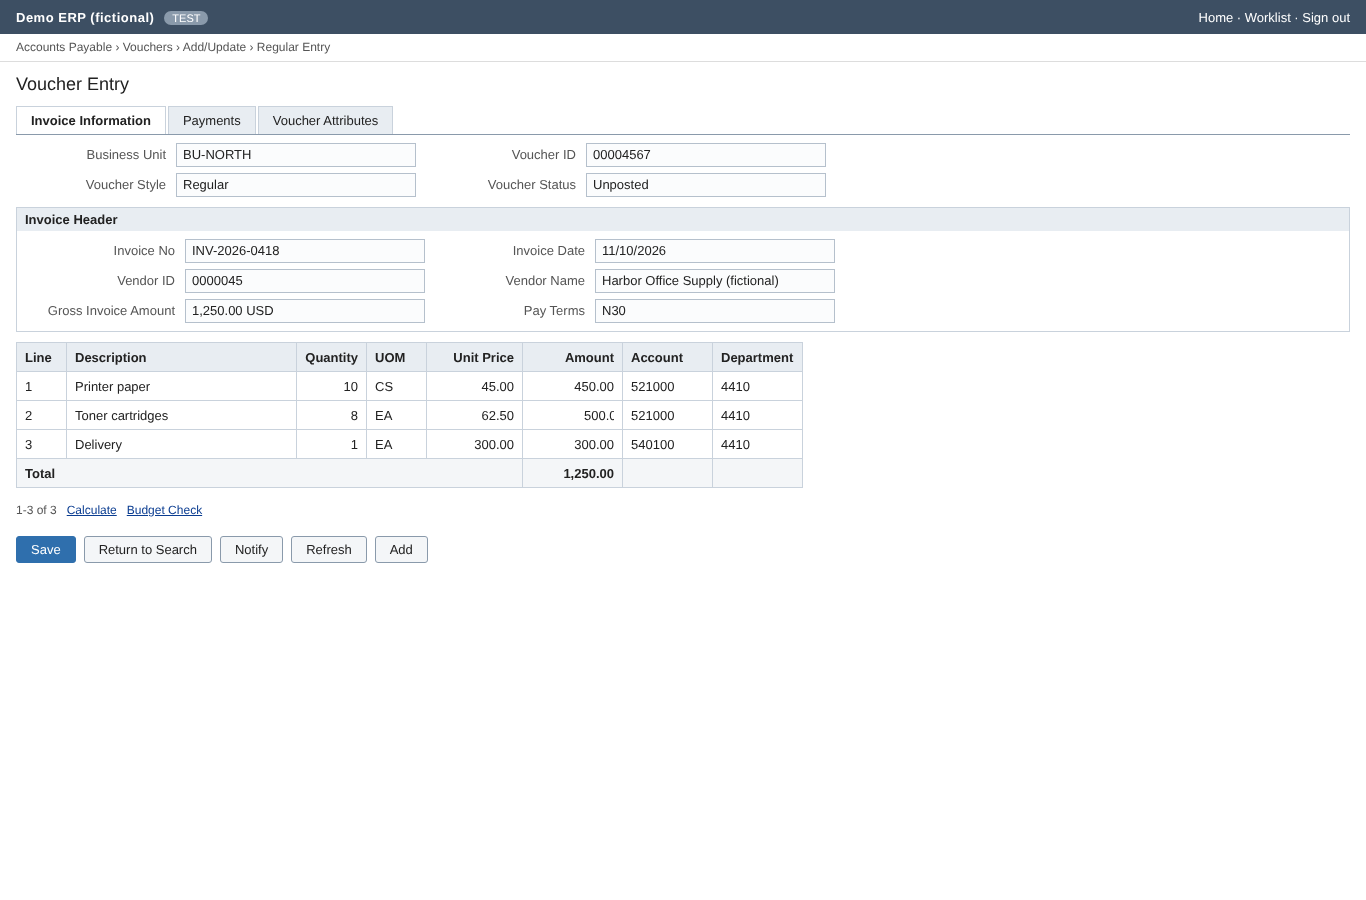 Demo ERP (fictional) TEST Home · Worklist · Sign out
Accounts Payable › Vouchers › Add/Update › Regular Entry
Voucher Entry
Invoice Information Payments Voucher Attributes
Business Unit BU-NORTH Voucher ID 00004567
Voucher Style Regular Voucher Status Unposted
Invoice Header
Invoice No INV-2026-0418 Invoice Date 11/10/2026
Vendor ID 0000045 Vendor Name Harbor Office Supply (fictional)
Gross Invoice Amount 1,250.00 USD Pay Terms N30
Line Description Quantity UOM Unit Price Amount Account Department
1 Printer paper 10 CS 45.00 450.00 521000 4410
2 Toner cartridges 8 EA 62.50 521000 4410
3 Delivery 1 EA 300.00 300.00 540100 4410
Total 1,250.00
1-3 of 3 Calculate Budget Check
Save Return to Search Notify Refresh Add